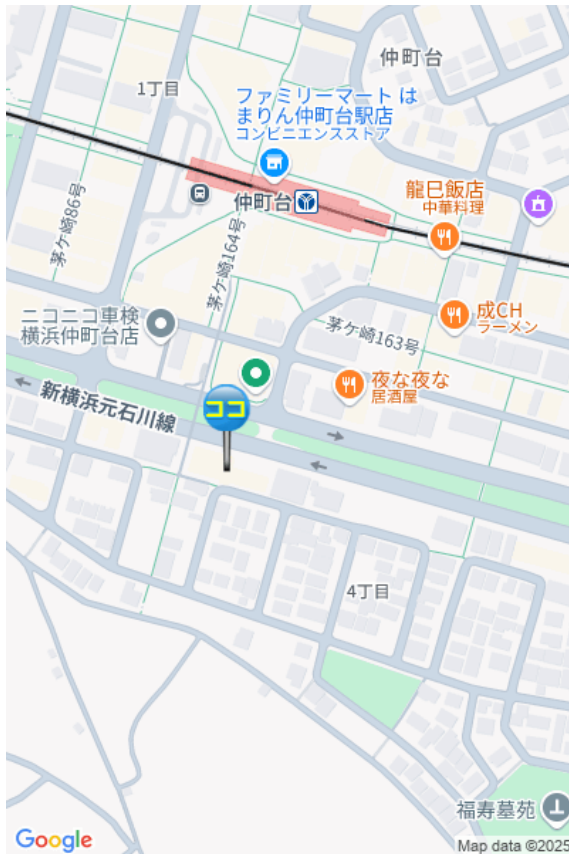 仲町台
1丁目
ファミリーマート は
まりん仲町台駅店
コンビニエンスストア
龍巳飯店
中華料理
仲町台
茅ケ崎86号
茅ケ崎164号
成CH
ラーメン
ニコニコ車検
横浜仲町台店
茅ケ崎163号
夜な夜な
居酒屋
ココ
新横浜元石川線
4丁目
福寿墓苑
Google
Map data ©2025